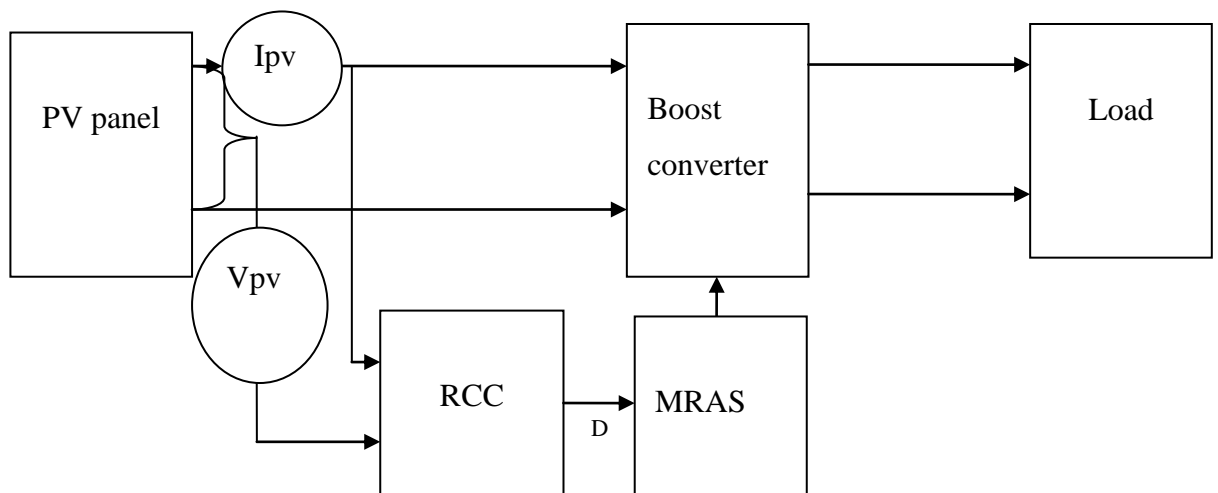 Ipv
PV panel
Boost
converter
Load
Vpv
RCC
D
MRAS